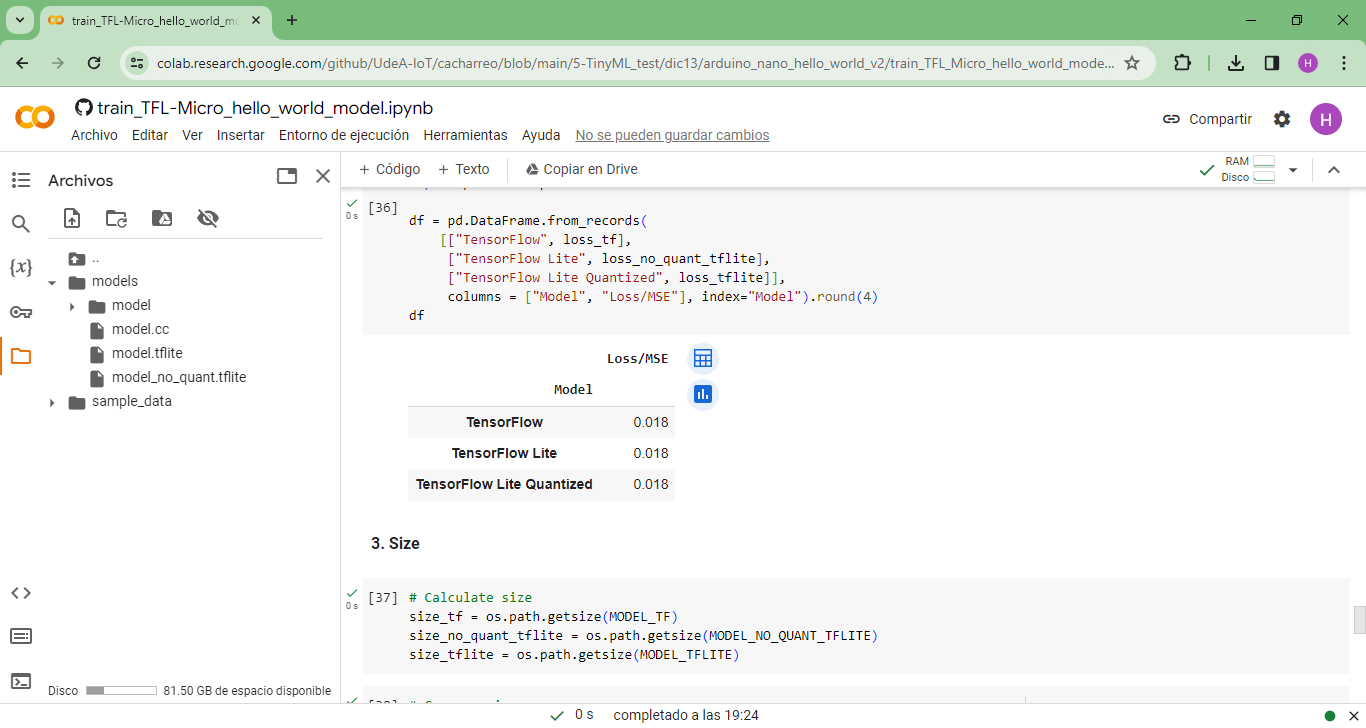 train_TFL-Micro_hello_world_mo
colab.research.google.com/github/UdeA-IoT/cacharreo/blob/main/5-TinyML_test/dic13/arduino_nano_hello_world_v2/train_TFL_Micro_hello_world_mode...
H
train_TFL-Micro_hello_world_model.ipynb
Archivo Editar Ver Insertar Entorno de ejecución Herramientas Ayuda No se pueden guardar cambios
Compartir
H
Archivos
+ Código + Texto Copiar en Drive
RAM
Disco
..
models
model
model.cc
model.tflite
model_no_quant.tflite
sample_data
{x}
Disco 81.50 GB de espacio disponible
0 s
[36]
df = pd.DataFrame.from_records(
[["TensorFlow", loss_tf],
["TensorFlow Lite", loss_no_quant_tflite],
["TensorFlow Lite Quantized", loss_tflite]],
columns = ["Model", "Loss/MSE"], index="Model").round(4)
df
Loss/MSE
Model
TensorFlow 0.018
TensorFlow Lite 0.018
TensorFlow Lite Quantized 0.018
3. Size
0 s
[37] # Calculate size
size_tf = os.path.getsize(MODEL_TF)
size_no_quant_tflite = os.path.getsize(MODEL_NO_QUANT_TFLITE)
size_tflite = os.path.getsize(MODEL_TFLITE)
0 s completado a las 19:24